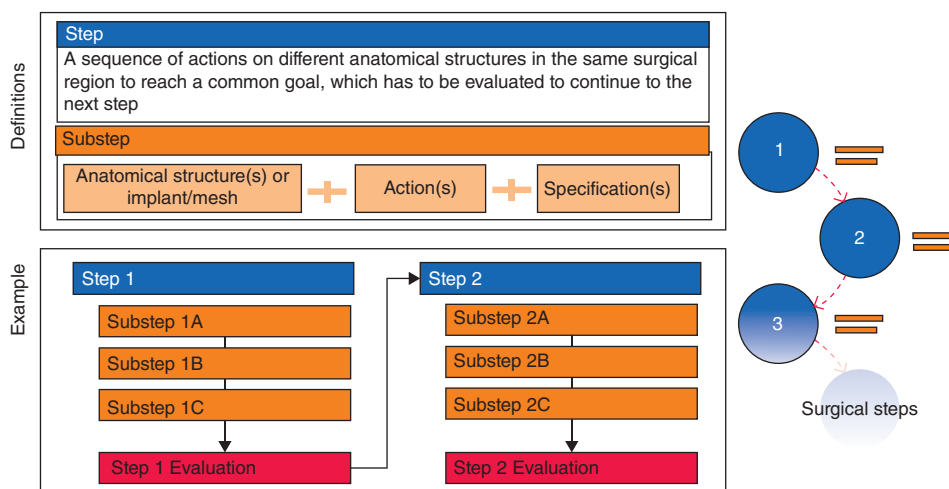 Definitions
Step
A sequence of actions on different anatomical structures in the same surgical
region to reach a common goal, which has to be evaluated to continue to the
next step
Substep
Anatomical structure(s) or
implant/mesh
Action(s)
Specification(s)
Example
Step 1
Substep 1A
Substep 1B
Substep 1C
Step 1 Evaluation
Step 2
Substep 2A
Substep 2B
Substep 2C
Step 2 Evaluation
1
2
3
Surgical steps